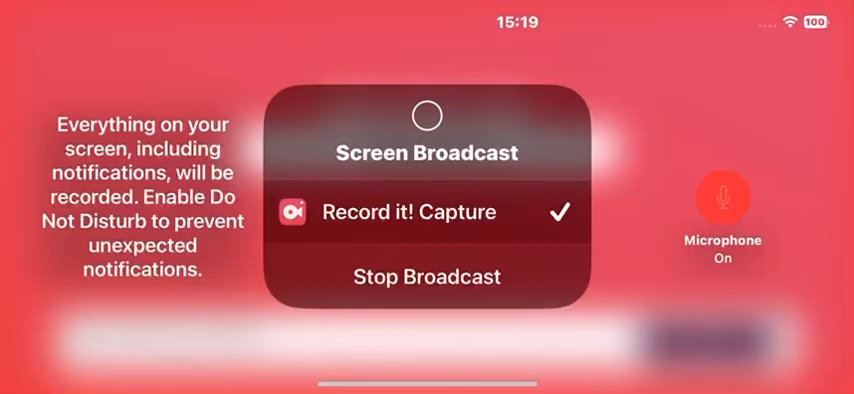 15:19
100
Everything on your
screen, including
notifications, will be
recorded. Enable Do
Not Disturb to prevent
unexpected
notifications.
Screen Broadcast
Record it! Capture
Stop Broadcast
Microphone
On